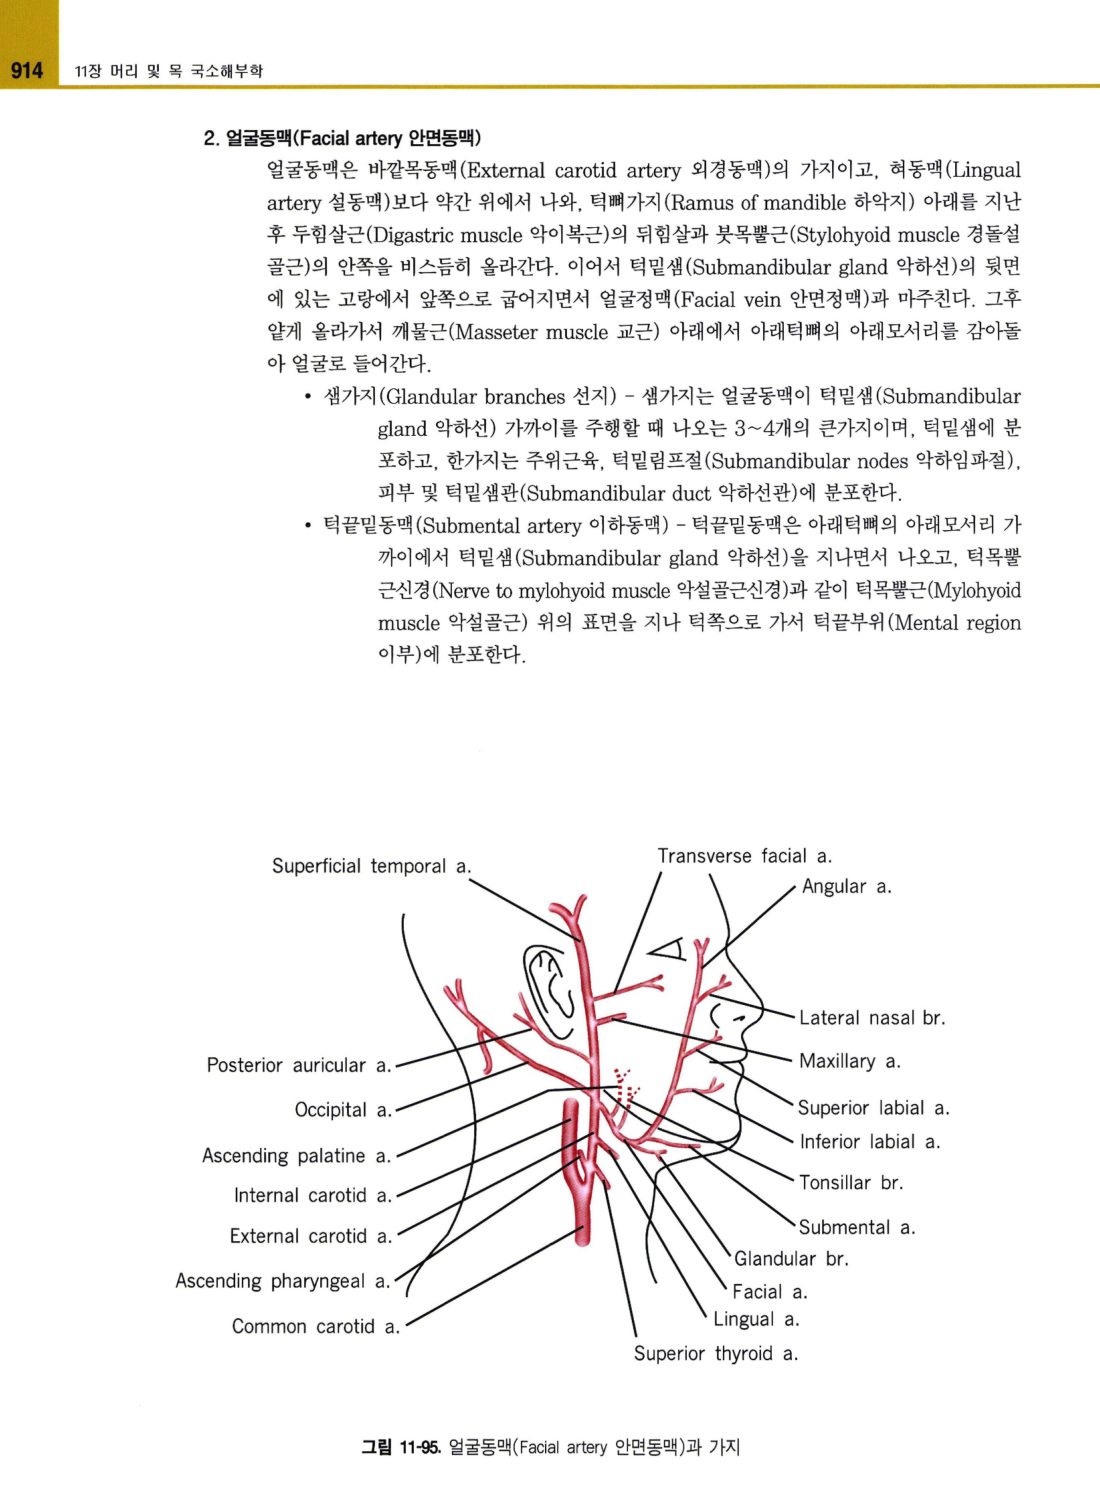 914
11장 머리 및 목 국소해부학
2. 얼굴동맥(Facial artery 안면동맥)
얼굴동맥은 바깥목동맥(External carotid artery 외경동맥)의 가지이고, 혀동맥(Lingual
artery 설동맥)보다 약간 위에서 나와, 턱뼈가지(Ramus of mandible 하악지) 아래를 지난
후 두힘살근(Digastric muscle 악이복근)의 뒤힘살과 붓목뿔근(Stylohyoid muscle 경돌설
골근)의 안쪽을 비스듬히 올라간다. 이어서 턱밑샘(Submandibular gland 악하선)의 뒷면
에 있는 고랑에서 앞쪽으로 굽어지면서 얼굴정맥(Facial vein 안면정맥)과 마주친다. 그후
얕게 올라가서 깨물근(Masseter muscle 교근) 아래에서 아래턱뼈의 아래모서리를 감아돌
아 얼굴로 들어간다.
• 샘가지(Glandular branches 선지) - 샘가지는 얼굴동맥이 턱밑샘(Submandibular
gland 악하선) 가까이를 주행할 때 나오는 3~4개의 큰가지이며, 턱밑샘에 분
포하고, 한가지는 주위근육, 턱밑림프절(Submandibular nodes 악하임파절),
피부 및 턱밑샘관(Submandibular duct 악하선관)에 분포한다.
• 턱끝밑동맥(Submental artery 이하동맥) - 턱끝밑동맥은 아래턱뼈의 아래모서리 가
까이에서 턱밑샘(Submandibular gland 악하선)을 지나면서 나오고, 턱목뿔
근신경(Nerve to mylohyoid muscle 악설골근신경)과 같이 턱목뿔근(Mylohyoid
muscle 악설골근) 위의 표면을 지나 턱쪽으로 가서 턱끝부위(Mental region
이부)에 분포한다.
Superficial temporal a.
Transverse facial a.
Angular a.
Lateral nasal br.
Posterior auricular a.
Maxillary a.
Occipital a.
Superior labial a.
Inferior labial a.
Ascending palatine a.
Tonsillar br.
Internal carotid a.
Submental a.
External carotid a.
Glandular br.
Ascending pharyngeal a.
Facial a.
Lingual a.
Common carotid a.
Superior thyroid a.
그림 11-95. 얼굴동맥(Facial artery 안면동맥)과 가지